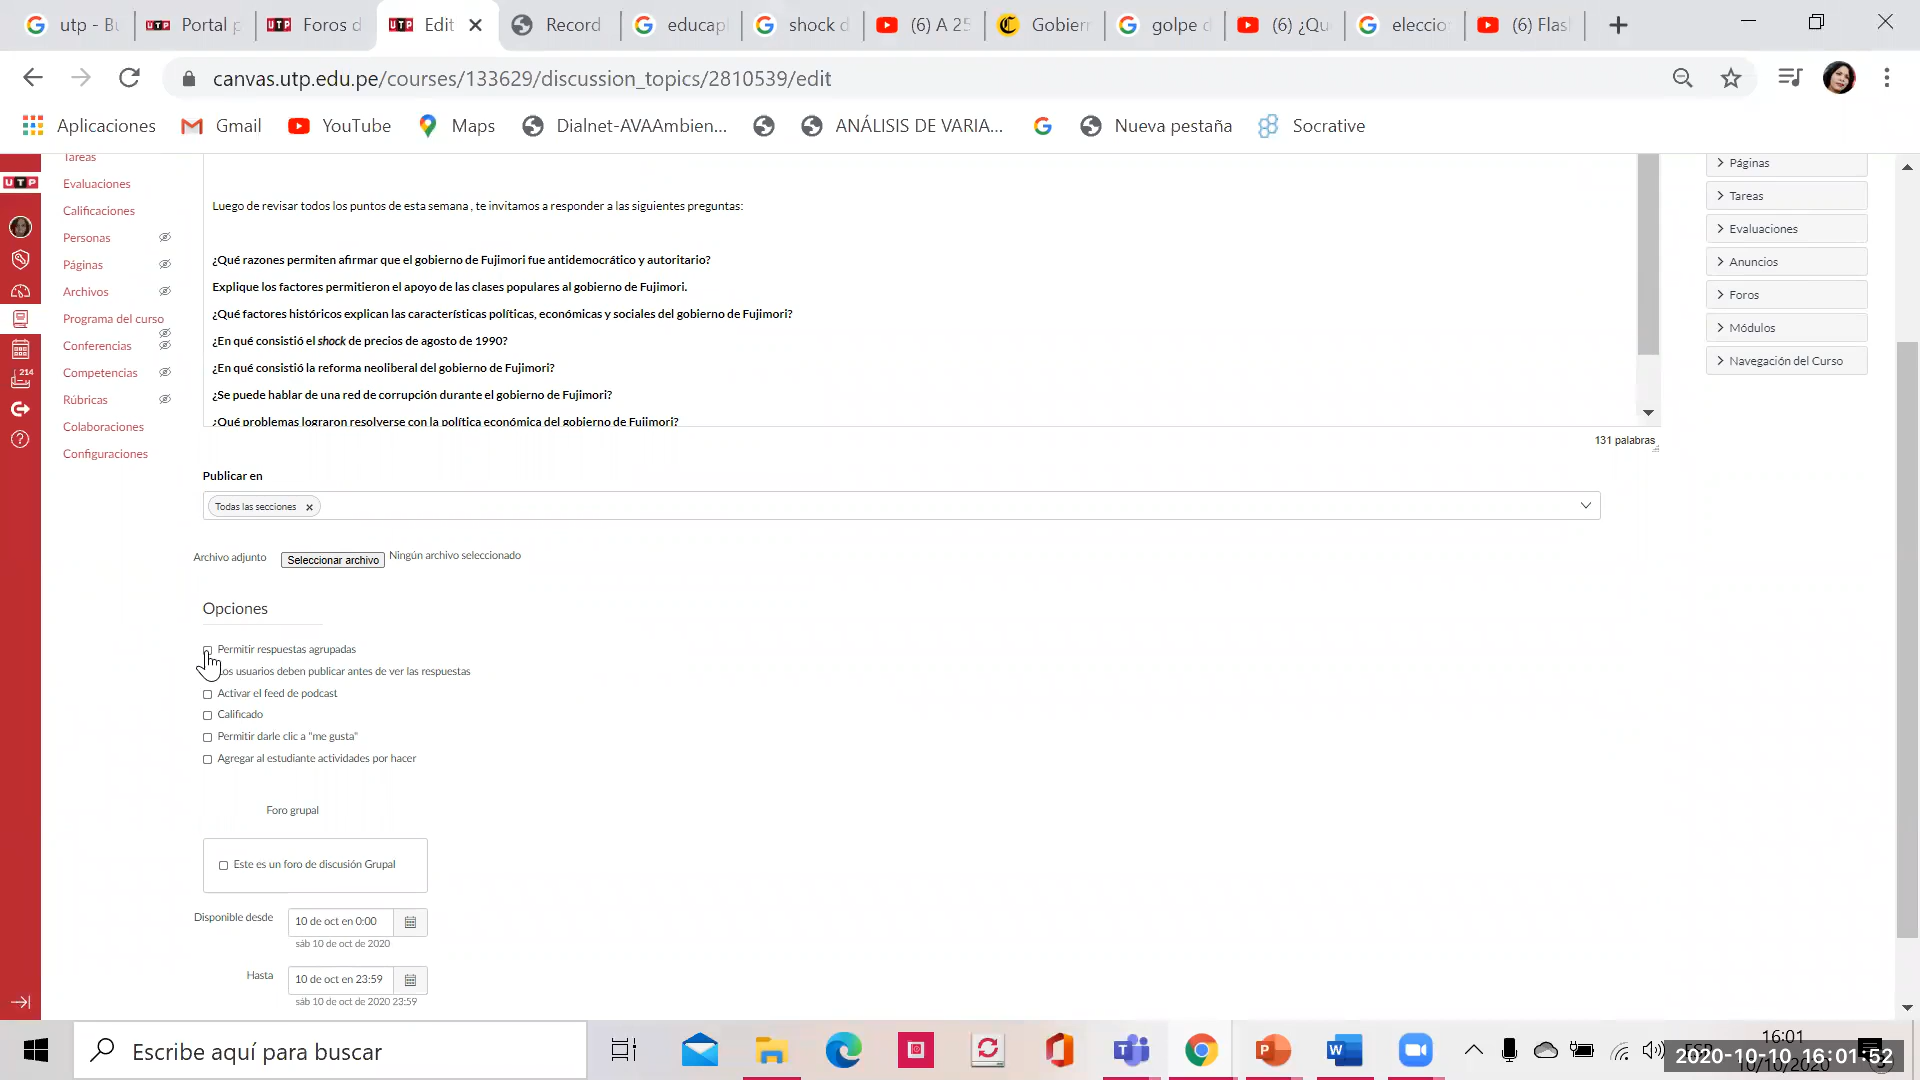 utp - Bu
UTP Portal p
UTP Foros d
UTP Edit
Record
educap
shock d
(6) A 25
Gobiern
golpe d
(6) ¿Qu
eleccio
(6) Flas
canvas.utp.edu.pe/courses/133629/discussion_topics/2810539/edit
Aplicaciones
Gmail
YouTube
Maps
Dialnet-AVAAmbien...
ANÁLISIS DE VARIA...
Nueva pestaña
Socrative
UTP
214
Tareas
Evaluaciones
Calificaciones
Personas
Páginas
Archivos
Programa del curso
Conferencias
Competencias
Rúbricas
Colaboraciones
Configuraciones
Luego de revisar todos los puntos de esta semana , te invitamos a responder a las siguientes preguntas:
¿Qué razones permiten afirmar que el gobierno de Fujimori fue antidemocrático y autoritario?
Explique los factores permitieron el apoyo de las clases populares al gobierno de Fujimori.
¿Qué factores históricos explican las características políticas, económicas y sociales del gobierno de Fujimori?
¿En qué consistió el shock de precios de agosto de 1990?
¿En qué consistió la reforma neoliberal del gobierno de Fujimori?
¿Se puede hablar de una red de corrupción durante el gobierno de Fujimori?
¿Qué problemas lograron resolverse con la política económica del gobierno de Fujimori?
131 palabras
Publicar en
Todas las secciones
Archivo adjunto
Seleccionar archivo
Ningún archivo seleccionado
Opciones
Permitir respuestas agrupadas
os usuarios deben publicar antes de ver las respuestas
Activar el feed de podcast
Calificado
Permitir darle clic a "me gusta"
Agregar al estudiante actividades por hacer
Foro grupal
Este es un foro de discusión Grupal
Disponible desde
10 de oct en 0:00
sáb 10 de oct de 2020
Hasta
10 de oct en 23:59
sáb 10 de oct de 2020 23:59
Páginas
Tareas
Evaluaciones
Anuncios
Foros
Módulos
Navegación del Curso
Escribe aquí para buscar
16:01
10/10/2020
2020-10-10 16:01:52